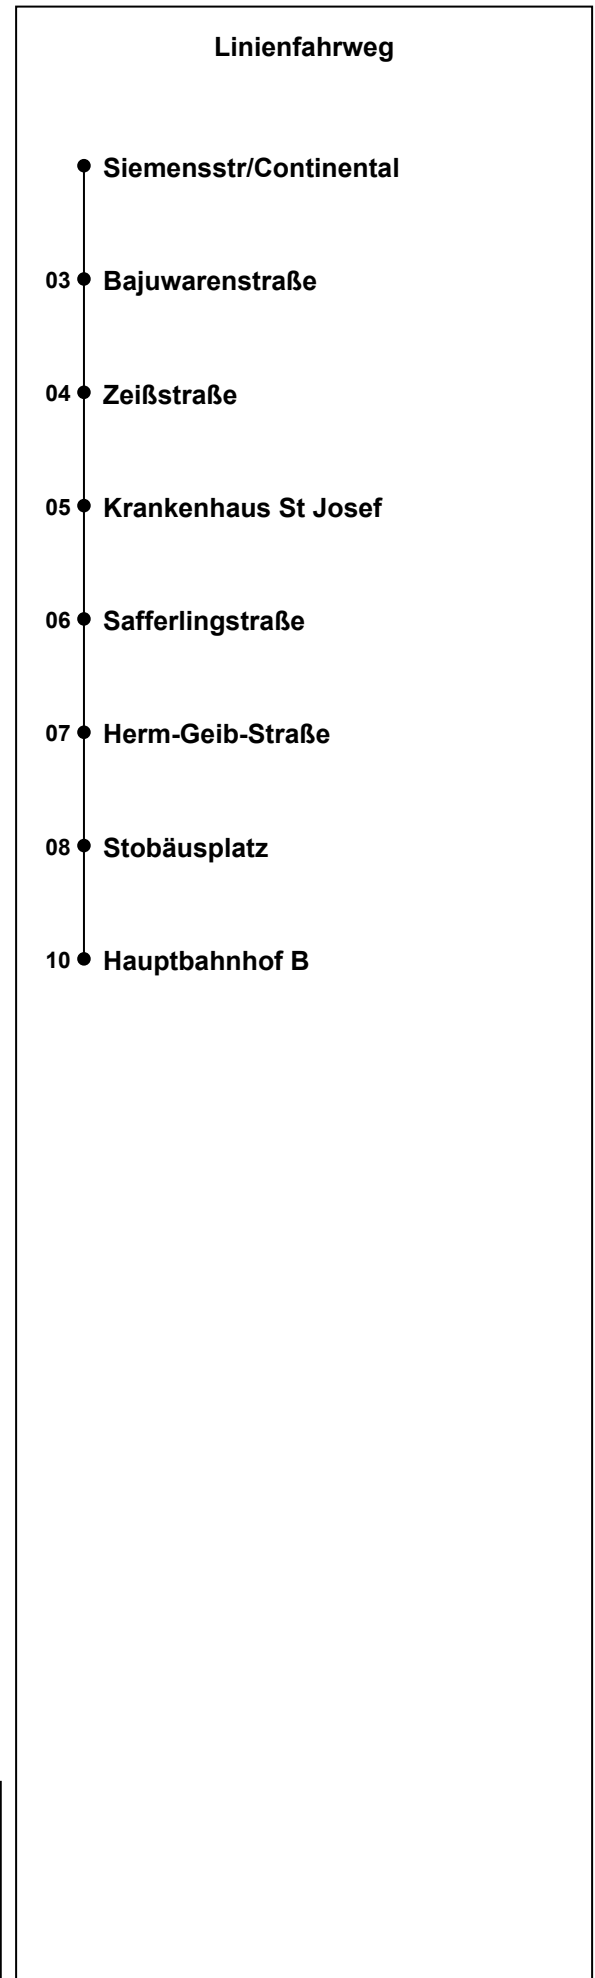 Linienfahrweg
Siemensstr/Continental
03 Bajuwarenstraße
04 Zeißstraße
05 Krankenhaus St Josef
06 Safferlingstraße
07 Herm-Geib-Straße
08 Stobäusplatz
10 Hauptbahnhof B